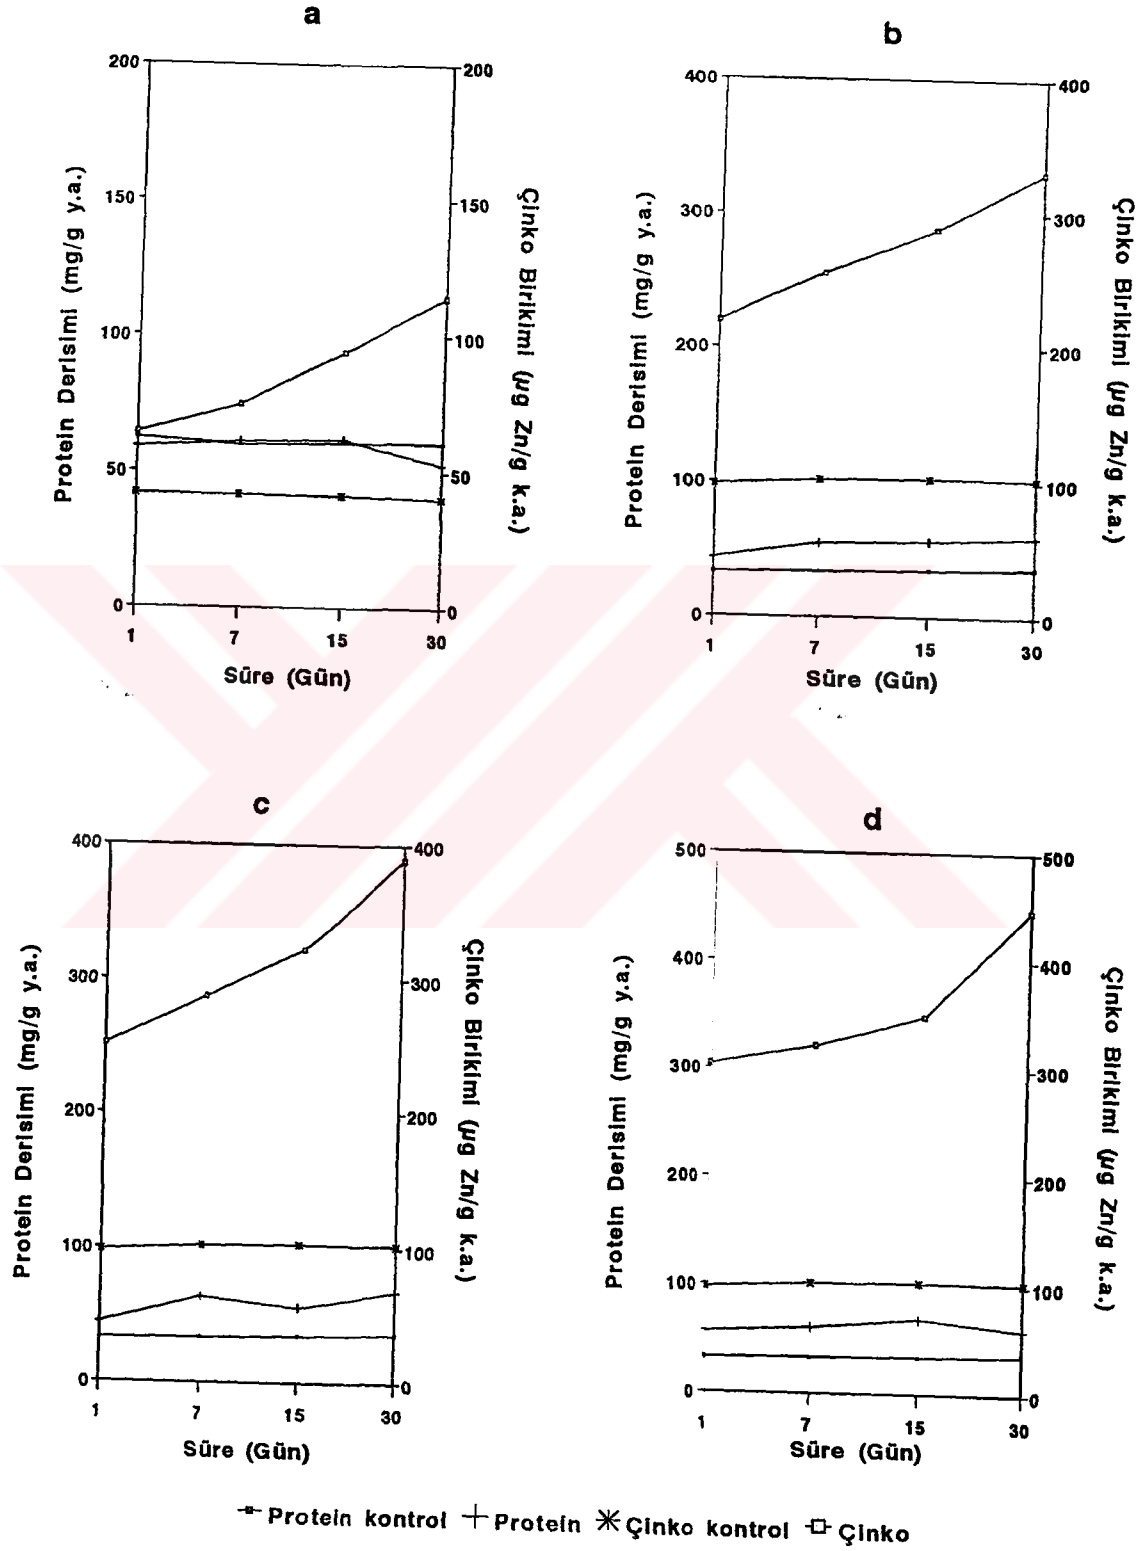 a
200
150
100
50
0
200
150
100
50
0
1 7 15 30
Protein Derisimi (mg/g y.a.)
Çinko Birikimi (µg Zn/g k.a.)
Süre (Gün)
b
400
300
200
100
0
400
300
200
100
0
1 7 15 30
Protein Derisimi (mg/g y.a.)
Çinko Birikimi (µg Zn/g k.a.)
Süre (Gün)
c
400
300
200
100
0
400
300
200
100
0
1 7 15 30
Protein Derisimi (mg/g y.a.)
Çinko Birikimi (µg Zn/g k.a.)
Süre (Gün)
d
500
400
300
200
100
0
500
400
300
200
100
0
1 7 15 30
Protein Derisimi (mg/g y.a.)
Çinko Birikimi (µg Zn/g k.a.)
Süre (Gün)
Protein kontrol Protein Çinko kontrol Çinko